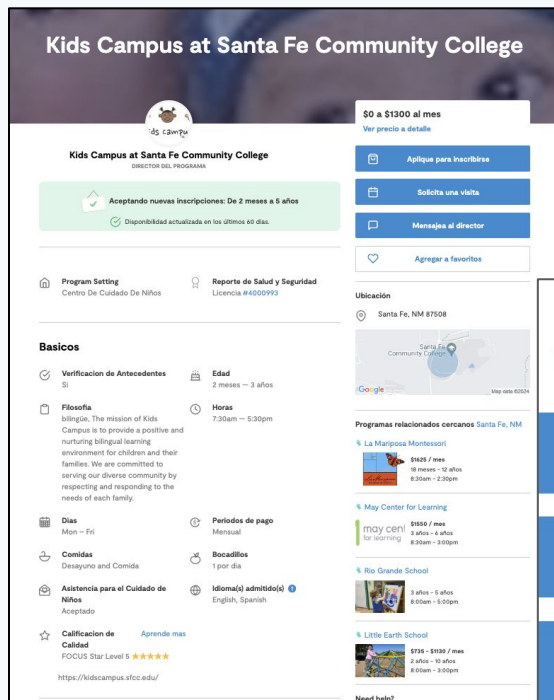 Kids Campus at Santa Fe Community College
ds campu
Kids Campus at Santa Fe Community College
DIRECTOR DEL PROGRAMA
Aceptando nuevas inscripciones: De 2 meses a 5 años
Disponibilidad actualizada en los últimos 60 días.
Program Setting
Centro De Cuidado De Niños
Reporte de Salud y Seguridad
Licencia #4000993
Basicos
Verificacion de Antecedentes
Si
Edad
2 meses — 3 años
Filosofía
bilingüe, The mission of Kids
Campus is to provide a positive and
nurturing bilingual learning
environment for children and their
families. We are committed to
serving our diverse community by
respecting and responding to the
needs of each family.
Horas
7:30am — 5:30pm
Dias
Mon — Fri
Periodos de pago
Mensual
Comidas
Desayuno and Comida
Bocadillos
1 por dia
Asistencia para el Cuidado de
Niños
Aceptado
Idioma(s) admitido(s)
English, Spanish
Calificacion de
Calidad
Aprende mas
FOCUS Star Level 5 ★★★★★
https://kidscampus.sfcc.edu/
$0 a $1300 al mes
Ver precio a detalle
Aplique para inscribirse
Solicita una visita
Mensajea al director
Agregar a favoritos
Ubicación
Santa Fe, NM 87508
Santa Fe
Community College
Google
Map data ©2024
Programas relacionados cercanos Santa Fe, NM
La Mariposa Montessori
$1625 / mes
18 meses - 12 años
8:30am - 2:30pm
May Center for Learning
may cen
for learning
$1550 / mes
3 años - 6 años
8:30am - 3:00pm
Rio Grande School
3 años - 5 años
8:00am - 5:00pm
Little Earth School
$735 - $1130 / mes
2 años - 10 años
8:00am - 3:00pm
Need help?